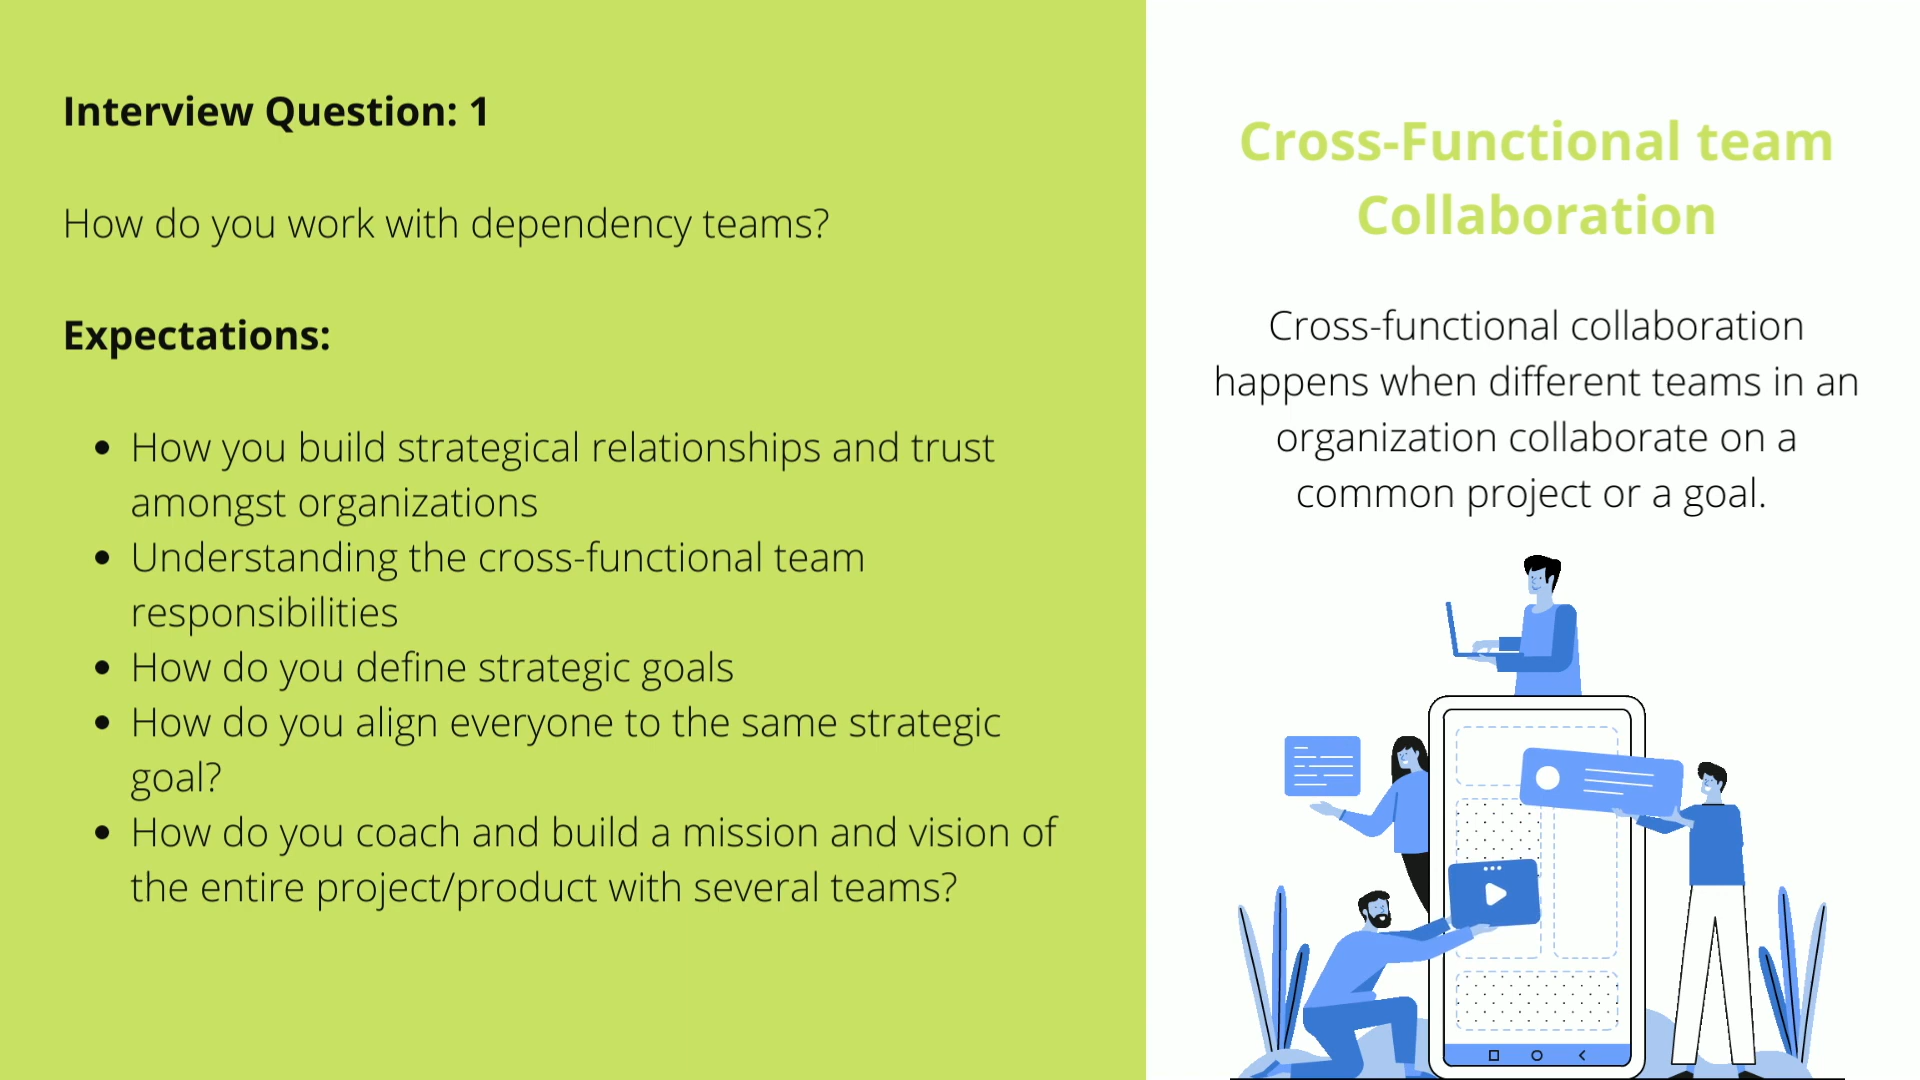 Interview Question: 1
How do you work with dependency teams?
Expectations:
• How you build strategical relationships and trust
amongst organizations
• Understanding the cross-functional team
responsibilities
• How do you define strategic goals
• How do you align everyone to the same strategic
goal?
• How do you coach and build a mission and vision of
the entire project/product with several teams?
Cross-Functional team
Collaboration
Cross-functional collaboration
happens when different teams in an
organization collaborate on a
common project or a goal.